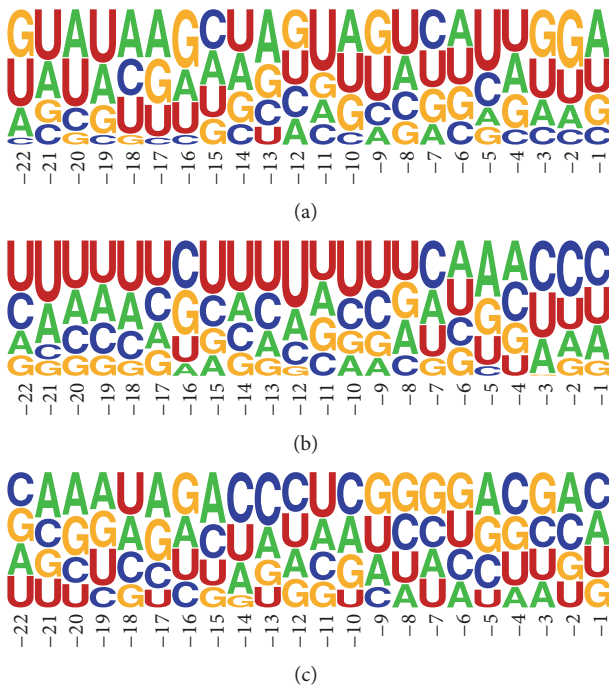 G U A U A A G C U A G U A G U C A U U G G A
U A U A C G A A A G U G U U A U U C A U U U
A G C G U U U U G C C A G C C G G A G A A G
C C G C G C C G C U A C C A G A C G C C C C
−22 −21 −20 −19 −18 −17 −16 −15 −14 −13 −12 −11 −10 −9 −8 −7 −6 −5 −4 −3 −2 −1
(a)
U U U U U U C U U U U U U U U C A A A C C C
C A A A A C G C A C A A C C G A U G C U U U
A C C C C A U G C A C G G G A U C U G A A A
G G G G G G A A G G G C A A C G G C U G G G
−22 −21 −20 −19 −18 −17 −16 −15 −14 −13 −12 −11 −10 −9 −8 −7 −6 −5 −4 −3 −2 −1
(b)
C A A A U A G A C C C U C G G G G A C G A C
G C G G A G A C U A U A A U C C U G G C C A
A G C U C C U U A G A C G A U A C C U U G U
U U U C G U C G G U G G U C A U A U A A U G
−22 −21 −20 −19 −18 −17 −16 −15 −14 −13 −12 −11 −10 −9 −8 −7 −6 −5 −4 −3 −2 −1
(c)